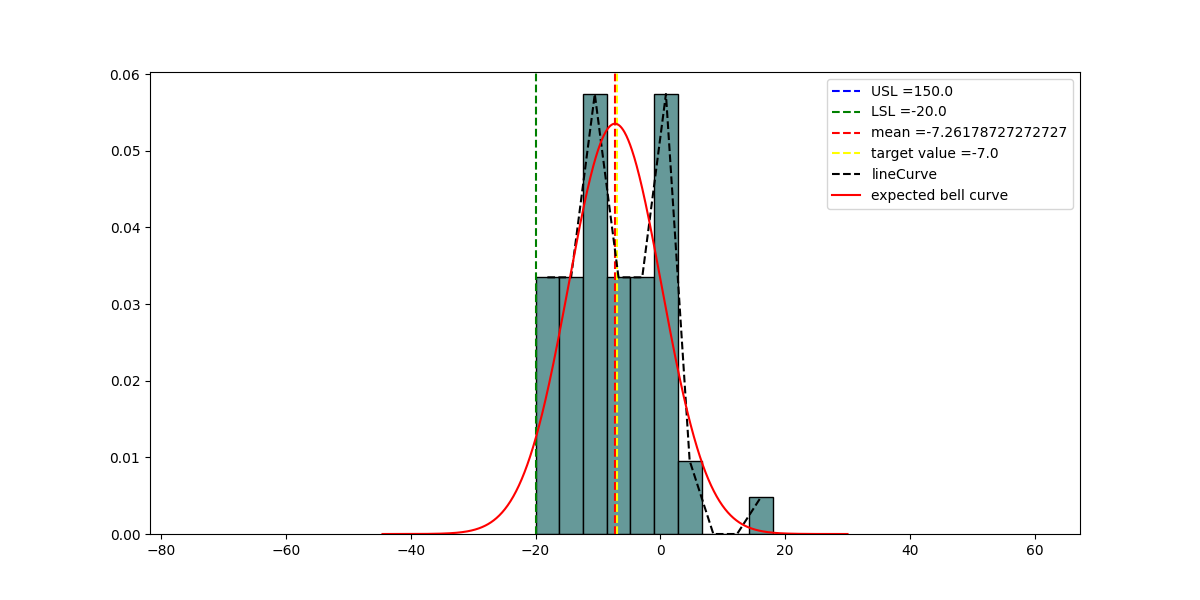 0.06
0.05
0.04
0.03
0.02
0.01
0.00
−80
−60
−40
−20
0
20
40
60
USL =150.0
LSL =-20.0
mean =-7.26178727272727
target value =-7.0
lineCurve
expected bell curve